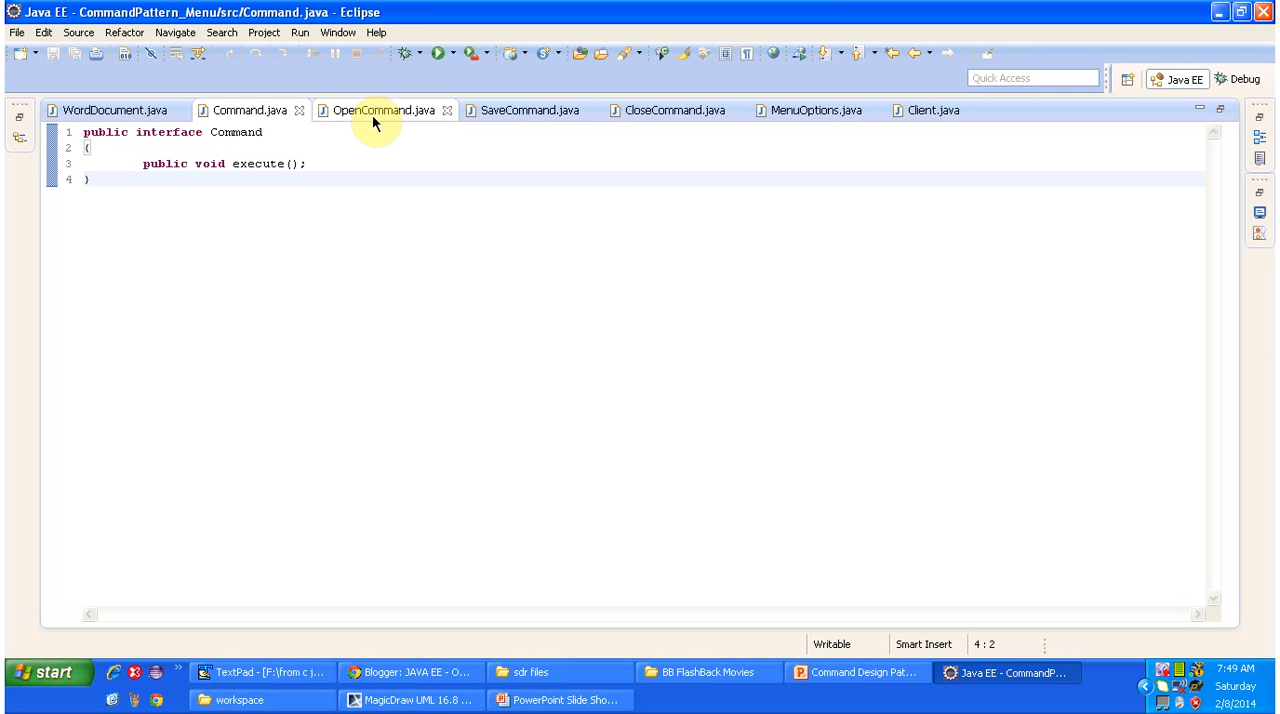 Java EE - CommandPattern_Menu/src/Command.java - Eclipse
File Edit Source Refactor Navigate Search Project Run Window Help
Quick Access
Java EE
Debug
WordDocument.java
Command.java
OpenCommand.java
SaveCommand.java
CloseCommand.java
MenuOptions.java
Client.java
1 public interface Command
2 {
3 public void execute();
4 }
Writable
Smart Insert
4 : 2
start
TextPad - [F:\from c j...
Blogger: JAVA EE - O...
sdr files
BB FlashBack Movies
Command Design Pat...
Java EE - CommandP...
7:49 AM
workspace
MagicDraw UML 16.8 ...
PowerPoint Slide Sho...
Saturday
2/8/2014